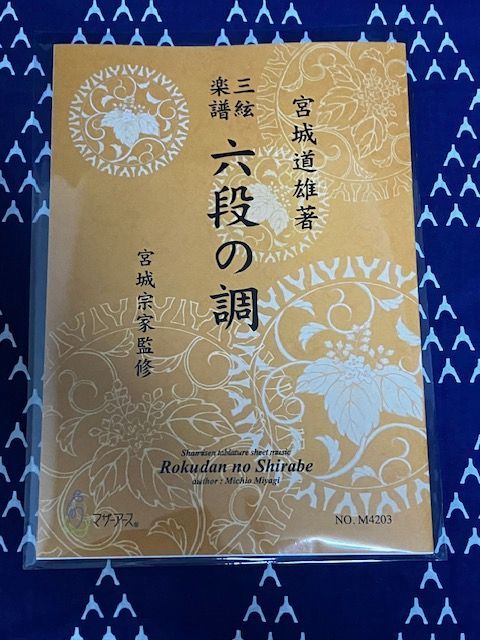 宮城道雄著
三絃
楽譜
六段の調
宮城宗家監修
Shamisen tablature sheet music
Rokudan no Shirabe
author : Michio Miyagi
マザーアース
NO. M4203